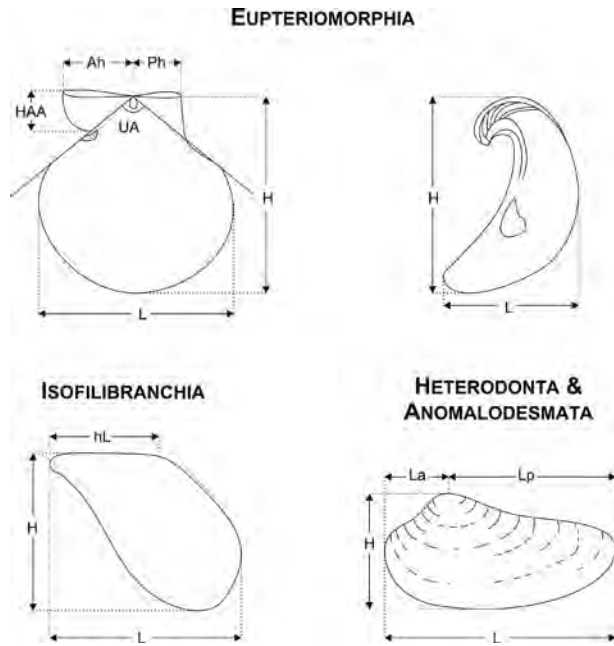 EUPTERIOMORPHIA
Ah Ph
HAA
UA
H
L
H
L
ISOFILIBRANCHIA
hL
H
L
HETERODONTA &
ANOMALODESMATA
La Lp
H
L